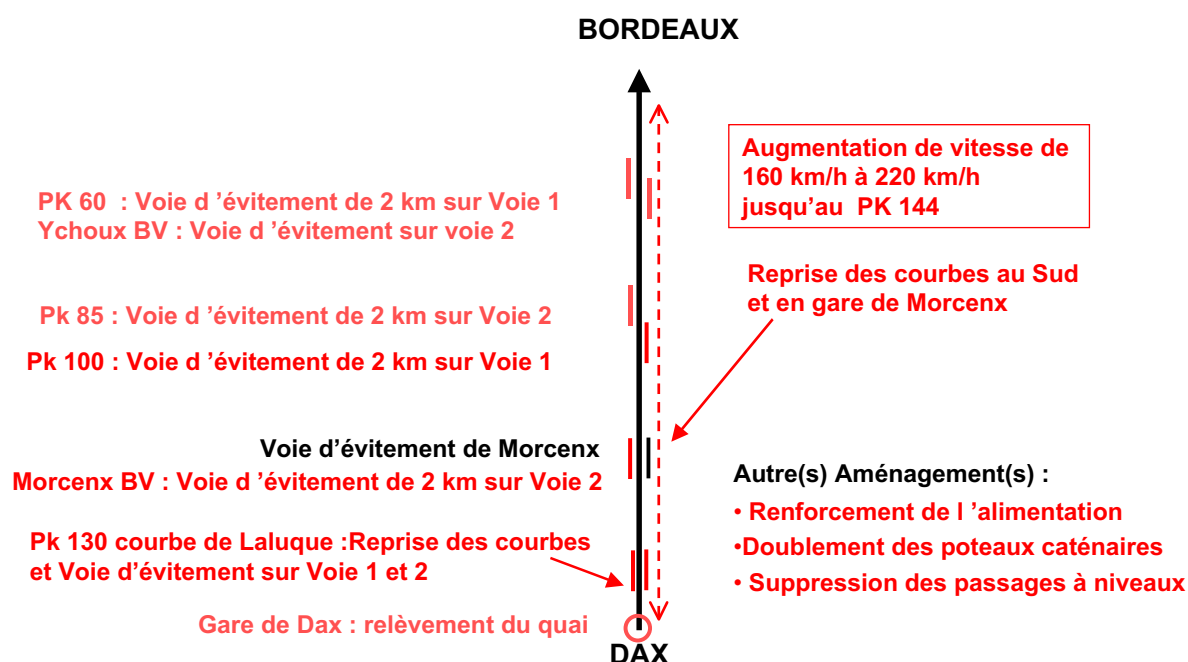 BORDEAUX
Augmentation de vitesse de
160 km/h à 220 km/h
jusqu'au PK 144
PK 60 : Voie d 'évitement de 2 km sur Voie 1
Ychoux BV : Voie d 'évitement sur voie 2
Reprise des courbes au Sud
et en gare de Morcenx
Pk 85 : Voie d 'évitement de 2 km sur Voie 2
Pk 100 : Voie d 'évitement de 2 km sur Voie 1
Voie d'évitement de Morcenx
Morcenx BV : Voie d 'évitement de 2 km sur Voie 2
Autre(s) Aménagement(s) :
• Renforcement de l 'alimentation
•Doublement des poteaux caténaires
• Suppression des passages à niveaux
Pk 130 courbe de Laluque :Reprise des courbes
et Voie d'évitement sur Voie 1 et 2
Gare de Dax : relèvement du quai
DAX